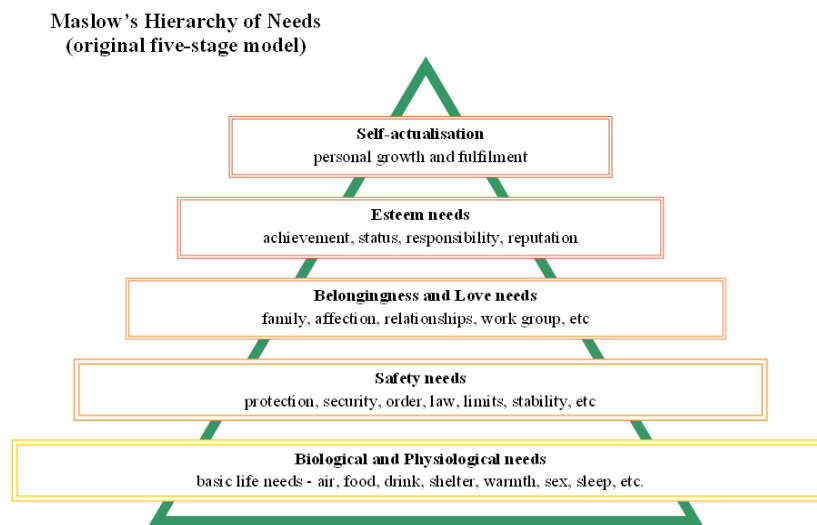 Maslow's Hierarchy of Needs
(original five-stage model)
Self-actualisation
personal growth and fulfilment
Esteem needs
achievement, status, responsibility, reputation
Belongingness and Love needs
family, affection, relationships, work group, etc
Safety needs
protection, security, order, law, limits, stability, etc
Biological and Physiological needs
basic life needs - air, food, drink, shelter, warmth, sex, sleep, etc.